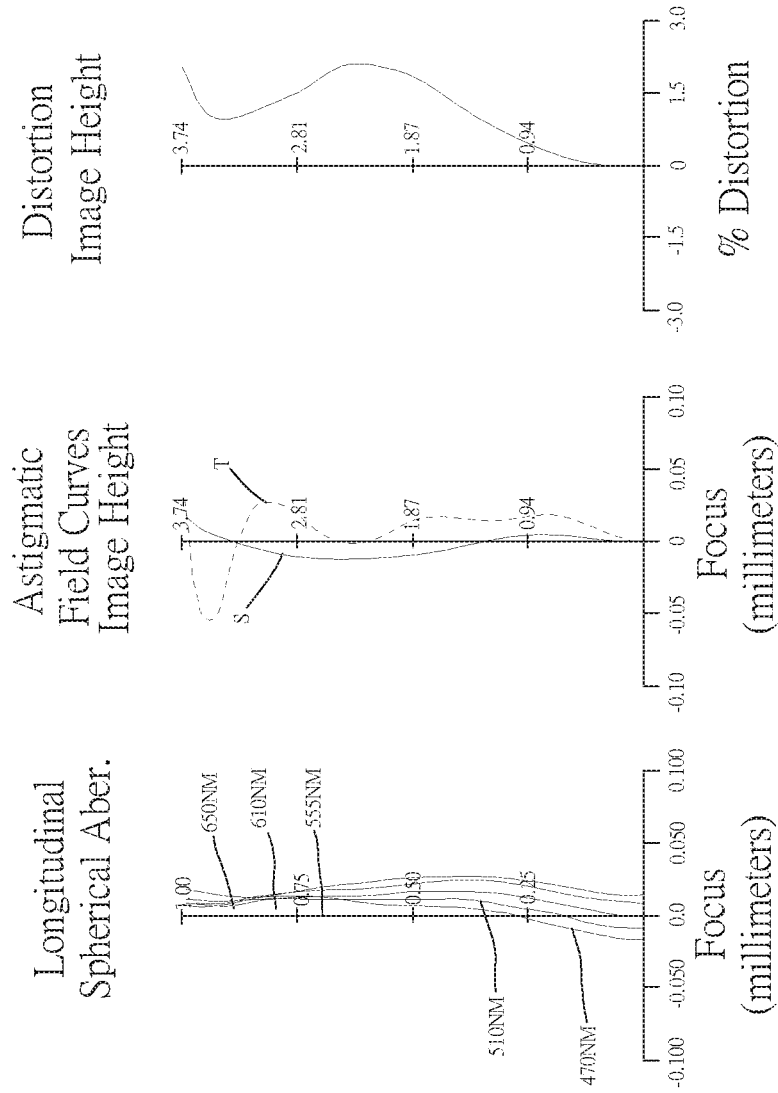 Longitudinal
Spherical Aber.
1.00
0.75
0.50
0.25
650NM
610NM
555NM
510NM
470NM
-0.100
-0.050
0.0
0.050
0.100
Focus
(millimeters)
Astigmatic
Field Curves
Image Height
3.74
2.81
1.87
0.94
T
S
-0.10
-0.05
0
0.05
0.10
Focus
(millimeters)
Distortion
Image Height
3.74
2.81
1.87
0.94
-3.0
-1.5
0
1.5
3.0
% Distortion